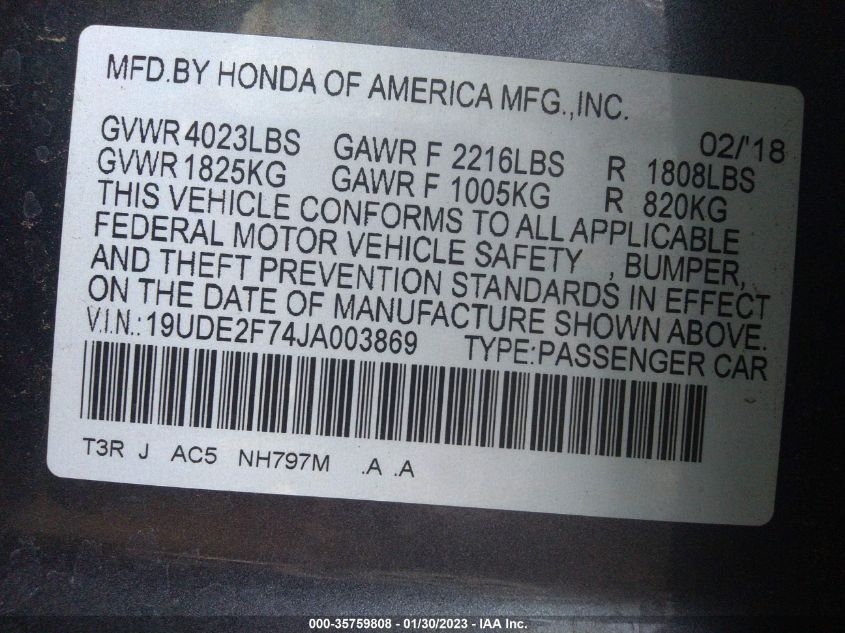 MFD.BY HONDA OF AMERICA MFG.,INC.
02/'18
GVWR 4023LBS GAWR F 2216LBS R 1808LBS
GVWR 1825KG GAWR F 1005KG R 820KG
THIS VEHICLE CONFORMS TO ALL APPLICABLE
FEDERAL MOTOR VEHICLE SAFETY , BUMPER,
AND THEFT PREVENTION STANDARDS IN EFFECT
ON THE DATE OF MANUFACTURE SHOWN ABOVE.
V.I.N.:19UDE2F74JA003869 TYPE:PASSENGER CAR
T3R J AC5 NH797M .A .A
000-35759808 - 01/30/2023 - IAA Inc.